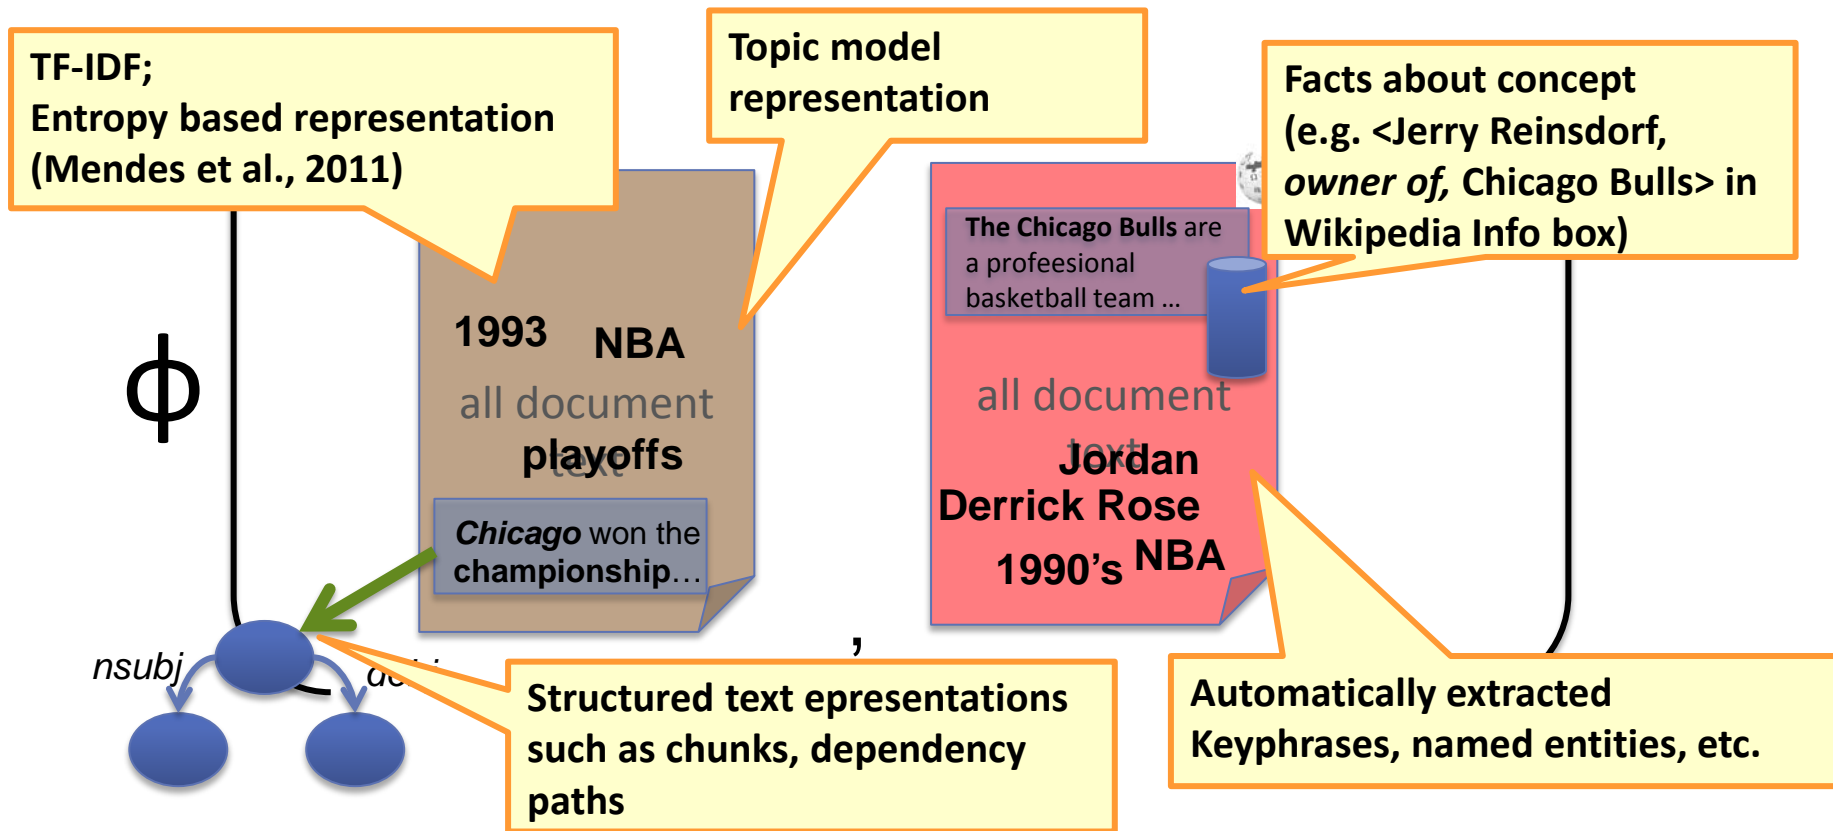 TF-IDF;
Entropy based representation
(Mendes et al., 2011)
Topic model
representation
Facts about concept
(e.g. <Jerry Reinsdorf,
owner of, Chicago Bulls> in
Wikipedia Info box)
The Chicago Bulls are
a profeesional
basketball team ...
ϕ
1993
NBA
all document
text
playoffs
Chicago won the
championship…
all document
text
Jordan
Derrick Rose
1990’s NBA
,
nsubj
Structured text epresentations
such as chunks, dependency
paths
Automatically extracted
Keyphrases, named entities, etc.